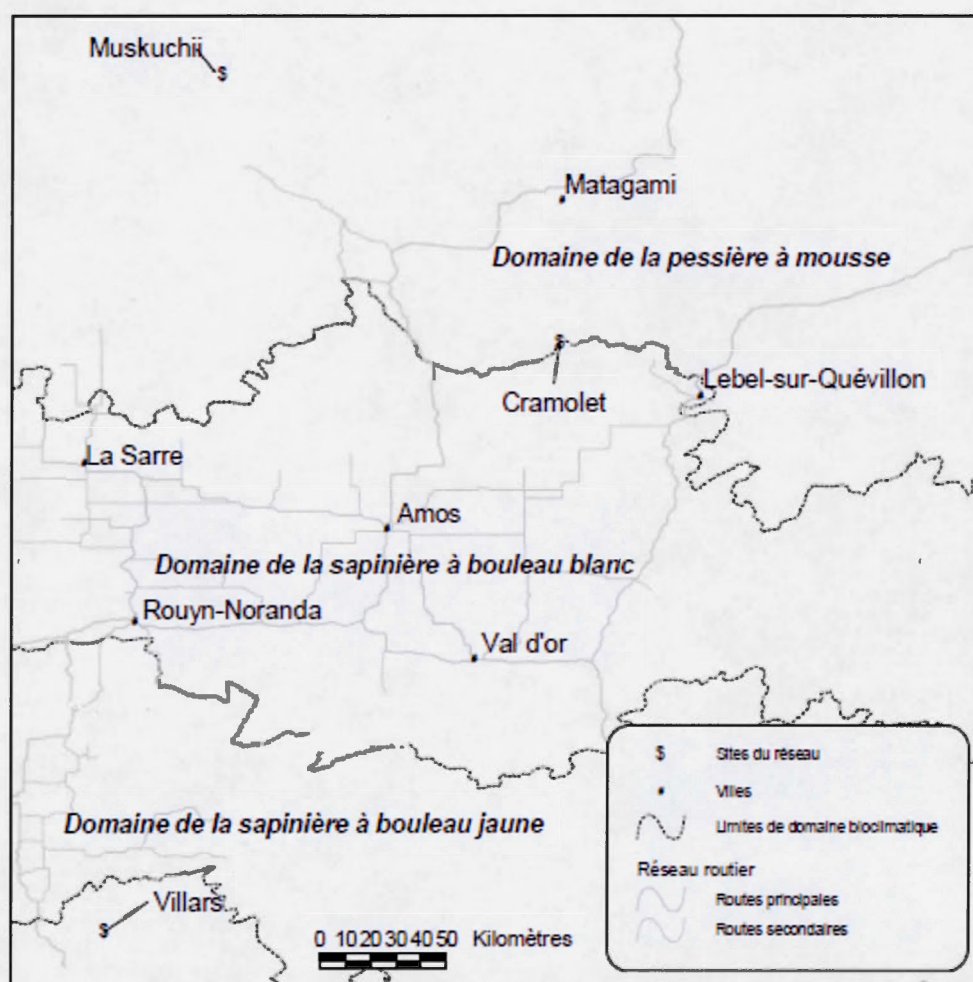 Muskuchii
$
Matagami
Domaine de la pessière à mousse
$
Cramolet
Lebel-sur-Quévillon
La Sarre
Amos
Domaine de la sapinière à bouleau blanc
Rouyn-Noranda
Val d'or
$ Sites du réseau
Villes
Limites de domaine bioclimatique
Réseau routier
Routes principales
Routes secondaires
Domaine de la sapinière à bouleau jaune
Villars
$
0 10 20 30 40 50 Kilomètres